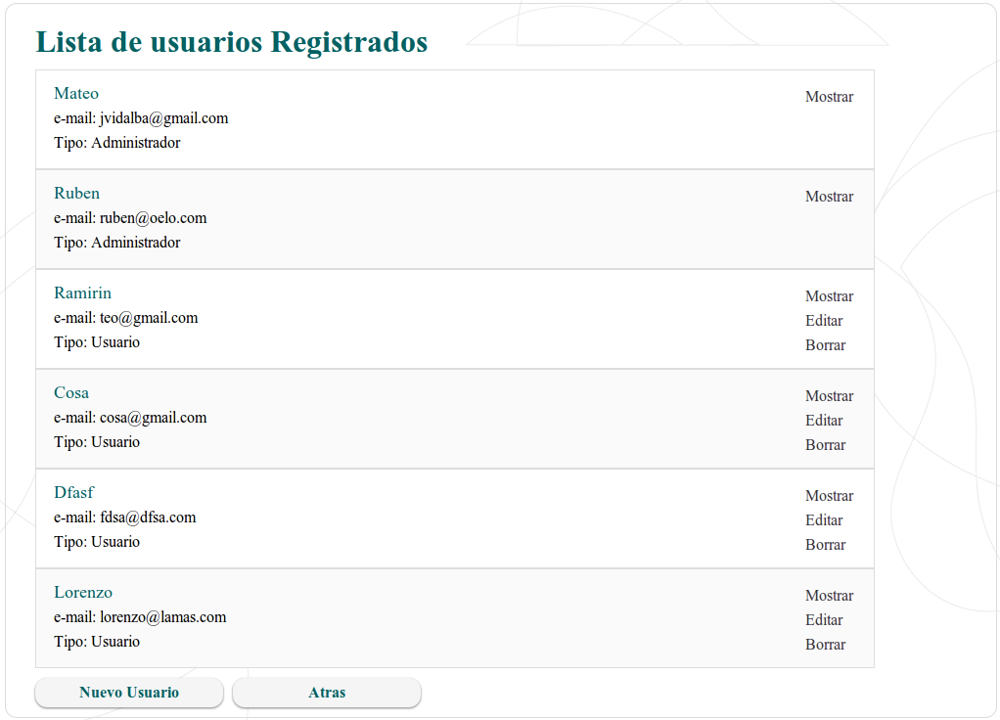 Lista de usuarios Registrados
Mateo
Mostrar
e-mail: jvidalba@gmail.com
Tipo: Administrador
Ruben
Mostrar
e-mail: ruben@oelo.com
Tipo: Administrador
Ramirin
Mostrar
e-mail: teo@gmail.com
Editar
Tipo: Usuario
Borrar
Cosa
Mostrar
e-mail: cosa@gmail.com
Editar
Tipo: Usuario
Borrar
Dfasf
Mostrar
e-mail: fdsa@dfsa.com
Editar
Tipo: Usuario
Borrar
Lorenzo
Mostrar
e-mail: lorenzo@lamas.com
Editar
Tipo: Usuario
Borrar
Nuevo Usuario
Atras